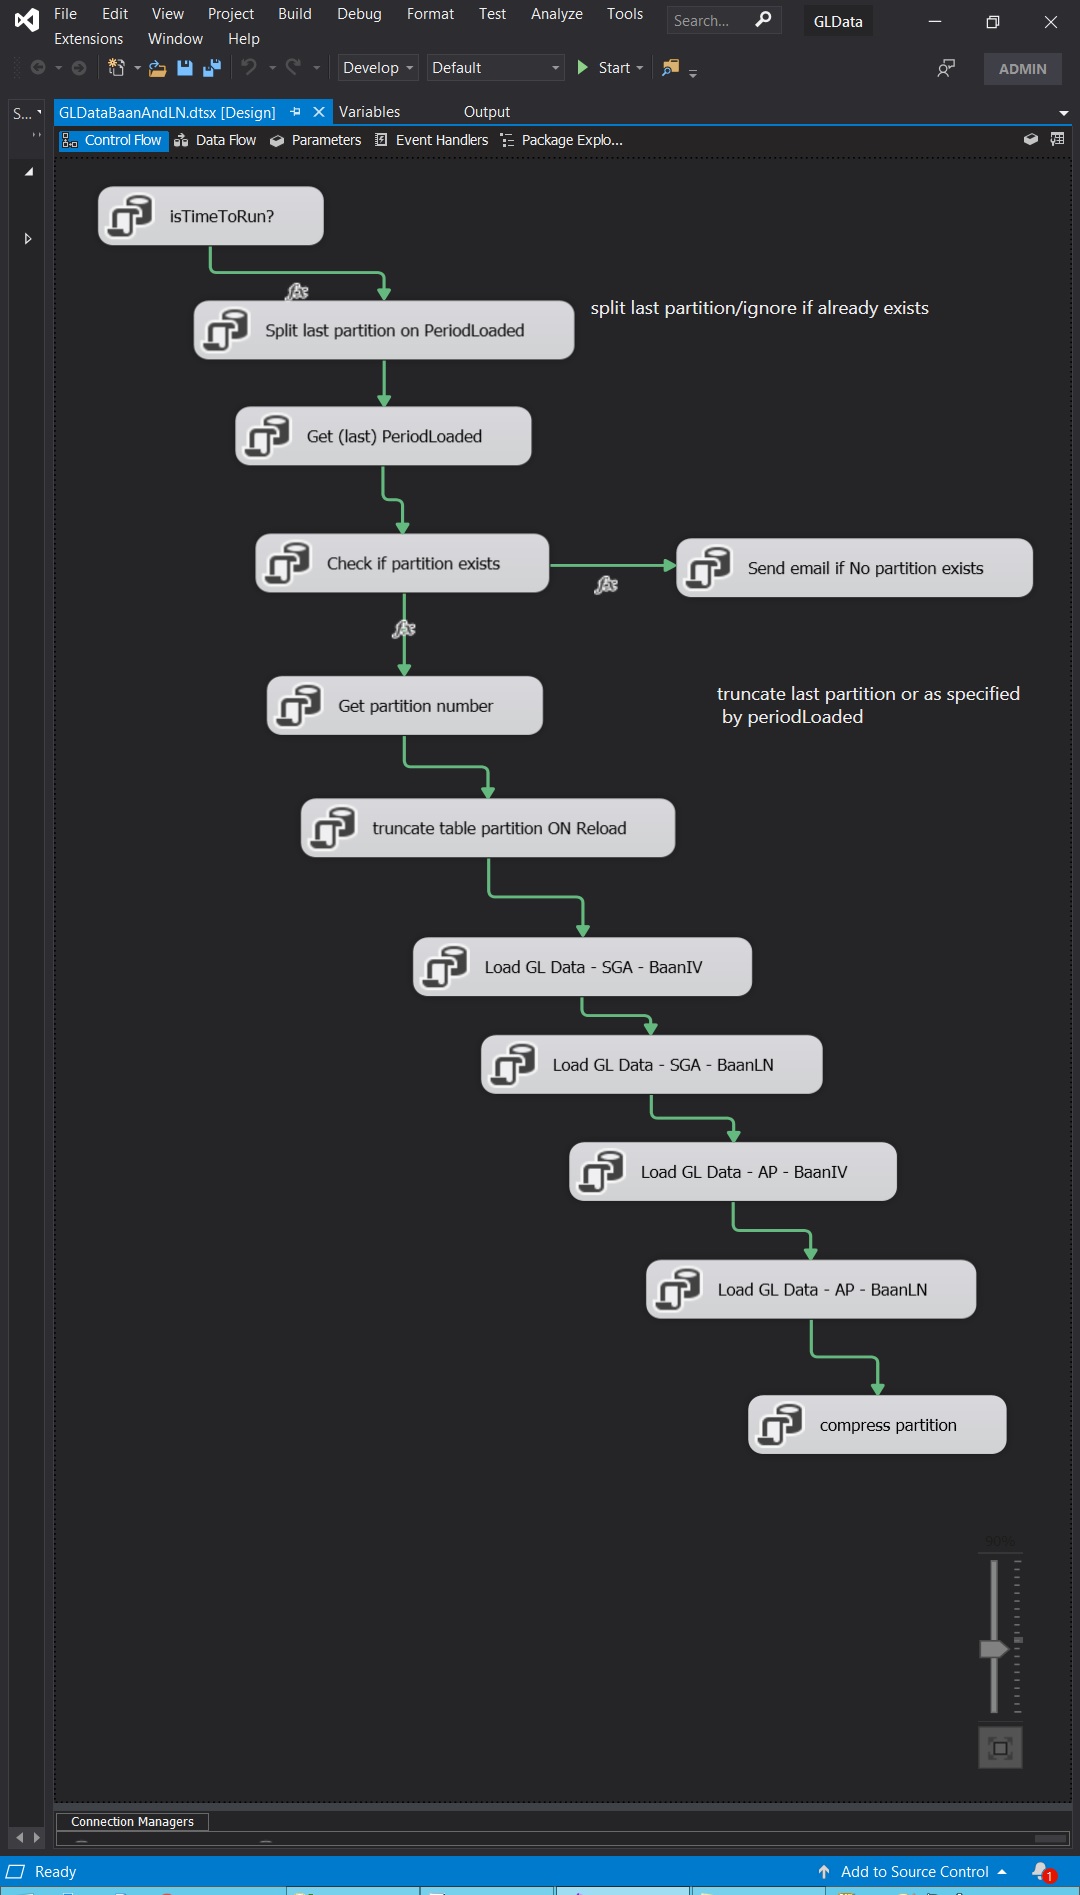 File Edit View Project Build Debug Format Test Analyze Tools Search... GLData
Extensions Window Help
Develop Default Start ADMIN
S... GLDataBaanAndLN.dtsx [Design] Variables Output
Control Flow Data Flow Parameters Event Handlers Package Explo...
isTimeToRun?
fx
split last partition/ignore if already exists
Split last partition on PeriodLoaded
Get (last) PeriodLoaded
Check if partition exists
Send email if No partition exists
fx
fx
Get partition number
truncate last partition or as specified
by periodLoaded
truncate table partition ON Reload
Load GL Data - SGA - BaanIV
Load GL Data - SGA - BaanLN
Load GL Data - AP - BaanIV
Load GL Data - AP - BaanLN
compress partition
90%
Connection Managers
Ready Add to Source Control 1